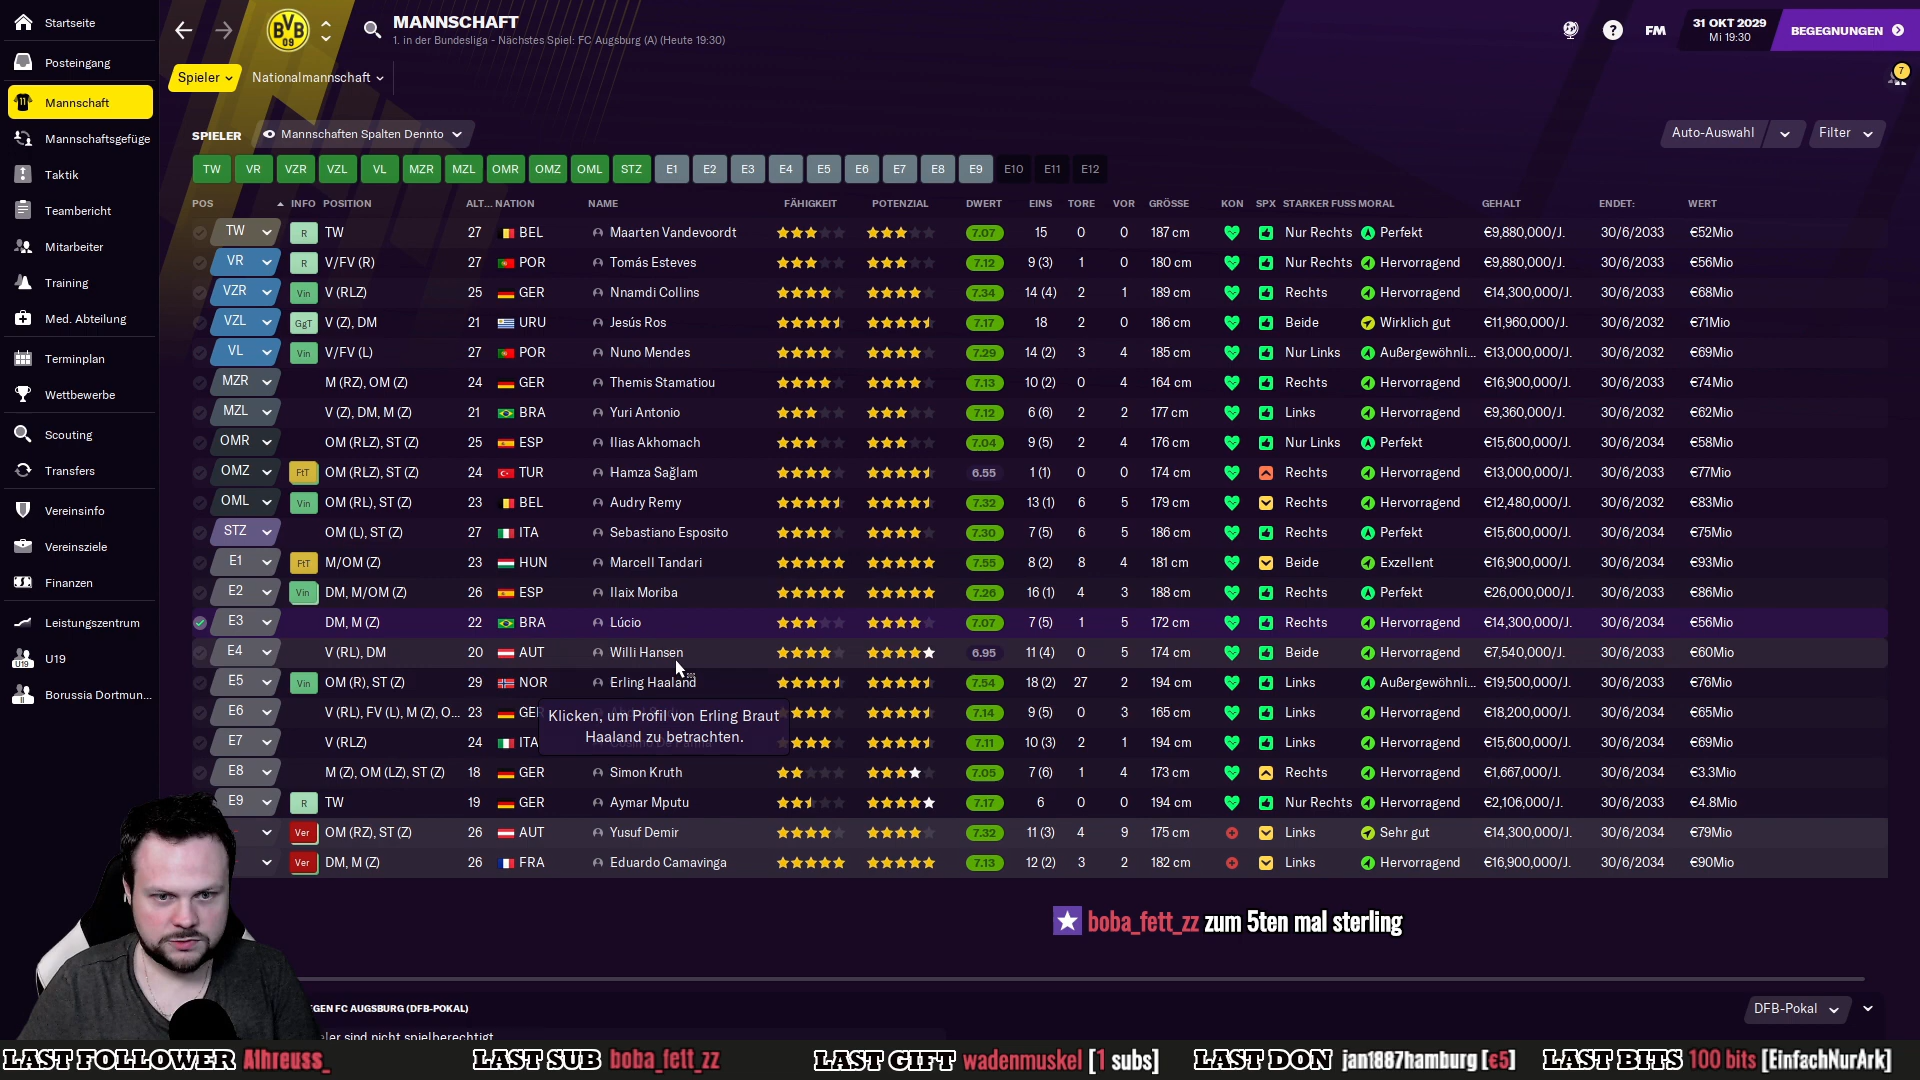 Startseite
Posteingang
Mannschaft
Mannschaftsgefüge
Taktik
Teambericht
Mitarbeiter
Training
Med. Abteilung
Terminplan
Wettbewerbe
Scouting
Transfers
Vereinsinfo
Vereinsziele
Finanzen
Leistungszentrum
U19
Borussia Dortmun...
BVB
09
MANNSCHAFT
1. in der Bundesliga - Nächstes Spiel: FC Augsburg (A) (Heute 19:30)
FM
31 OKT 2029
Mi 19:30
BEGEGNUNGEN
7
Spieler
Nationalmannschaft
SPIELER
Mannschaften Spalten Dennto
Auto-Auswahl
Filter
TW VR VZR VZL VL MZR MZL OMR OMZ OML STZ E1 E2 E3 E4 E5 E6 E7 E8 E9 E10 E11 E12
POS INFO POSITION ALT... NATION NAME FÄHIGKEIT POTENZIAL DWERT EINS TORE VOR GRÖSSE KON SPX STARKER FUSS MORAL GEHALT ENDET: WERT
TW R TW 27 BEL Maarten Vandevoordt 7.07 15 0 0 187 cm Nur Rechts Perfekt €9,880,000/J. 30/6/2033 €52Mio
VR R V/FV (R) 27 POR Tomás Esteves 7.12 9 (3) 1 0 180 cm Nur Rechts Hervorragend €9,880,000/J. 30/6/2033 €56Mio
VZR Vin V (RLZ) 25 GER Nnamdi Collins 7.34 14 (4) 2 1 189 cm Rechts Hervorragend €14,300,000/J. 30/6/2033 €68Mio
VZL GgT V (Z), DM 21 URU Jesús Ros 7.17 18 2 0 186 cm Beide Wirklich gut €11,960,000/J. 30/6/2032 €71Mio
VL Vin V/FV (L) 27 POR Nuno Mendes 7.29 14 (2) 3 4 185 cm Nur Links Außergewöhnli... €13,000,000/J. 30/6/2032 €69Mio
MZR M (RZ), OM (Z) 24 GER Themis Stamatiou 7.13 10 (2) 0 4 164 cm Rechts Hervorragend €16,900,000/J. 30/6/2033 €74Mio
MZL V (Z), DM, M (Z) 21 BRA Yuri Antonio 7.12 6 (6) 2 2 177 cm Links Hervorragend €9,360,000/J. 30/6/2032 €62Mio
OMR OM (RLZ), ST (Z) 25 ESP Ilias Akhomach 7.04 9 (5) 2 4 176 cm Nur Links Perfekt €15,600,000/J. 30/6/2034 €58Mio
OMZ FtT OM (RLZ), ST (Z) 24 TUR Hamza Sağlam 6.55 1 (1) 0 0 174 cm Rechts Hervorragend €13,000,000/J. 30/6/2033 €77Mio
OML Vin OM (RL), ST (Z) 23 BEL Audry Remy 7.32 13 (1) 6 5 179 cm Rechts Hervorragend €12,480,000/J. 30/6/2032 €83Mio
STZ OM (L), ST (Z) 27 ITA Sebastiano Esposito 7.30 7 (5) 6 5 186 cm Rechts Perfekt €15,600,000/J. 30/6/2034 €75Mio
E1 FtT M/OM (Z) 23 HUN Marcell Tandari 7.55 8 (2) 8 4 181 cm Beide Exzellent €16,900,000/J. 30/6/2034 €93Mio
E2 Vin DM, M/OM (Z) 26 ESP Ilaix Moriba 7.26 16 (1) 4 3 188 cm Rechts Perfekt €26,000,000/J. 30/6/2034 €86Mio
E3 DM, M (Z) 22 BRA Lúcio 7.07 7 (5) 1 5 172 cm Rechts Hervorragend €14,300,000/J. 30/6/2034 €56Mio
E4 V (RL), DM 20 AUT Willi Hansen 6.95 11 (4) 0 5 174 cm Beide Hervorragend €7,540,000/J. 30/6/2033 €60Mio
E5 Vin OM (R), ST (Z) 29 NOR Erling Haaland 7.54 18 (2) 27 2 194 cm Links Außergewöhnli... €19,500,000/J. 30/6/2034 €76Mio
E6 V (RL), FV (L), M (Z), O... 23 GER 7.14 9 (5) 0 3 165 cm Links Hervorragend €18,200,000/J. 30/6/2034 €65Mio
E7 V (RLZ) 24 ITA 7.11 10 (3) 2 1 194 cm Links Hervorragend €15,600,000/J. 30/6/2034 €69Mio
E8 M (Z), OM (LZ), ST (Z) 18 GER Simon Kruth 7.05 7 (6) 1 4 173 cm Rechts Hervorragend €1,667,000/J. 30/6/2034 €3.3Mio
E9 R TW 19 GER Aymar Mputu 7.17 6 0 0 194 cm Nur Rechts Hervorragend €2,106,000/J. 30/6/2033 €4.8Mio
Ver OM (RZ), ST (Z) 26 AUT Yusuf Demir 7.32 11 (3) 4 9 175 cm Links Sehr gut €14,300,000/J. 30/6/2034 €79Mio
Ver DM, M (Z) 26 FRA Eduardo Camavinga 7.13 12 (2) 3 2 182 cm Links Hervorragend €16,900,000/J. 30/6/2034 €90Mio
Klicken, um Profil von Erling Braut
Haaland zu betrachten.
boba_fett_zz zum 5ten mal sterling
GEN FC AUGSBURG (DFB-POKAL)
DFB-Pokal
ler sind nicht spielberechtigt
LAST FOLLOWER Alhreuss_ LAST SUB boba_fett_zz LAST GIFT wadenmuskel [1 subs] LAST DON jan1887hamburg [€5] LAST BITS 100 bits [EinfachNurArk]